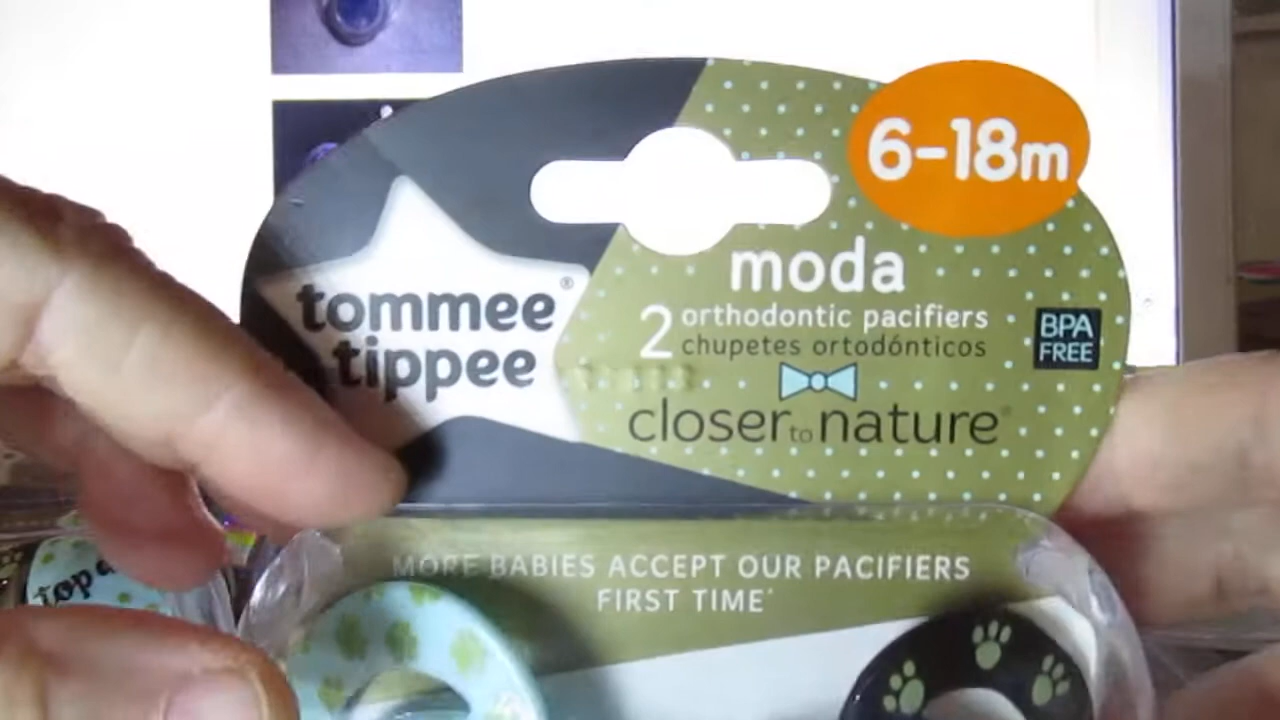 6-18m
tommee®
tippee
moda
2 orthodontic pacifiers
chupetes ortodónticos
BPA
FREE
closer to nature®
MORE BABIES ACCEPT OUR PACIFIERS
FIRST TIME*
top